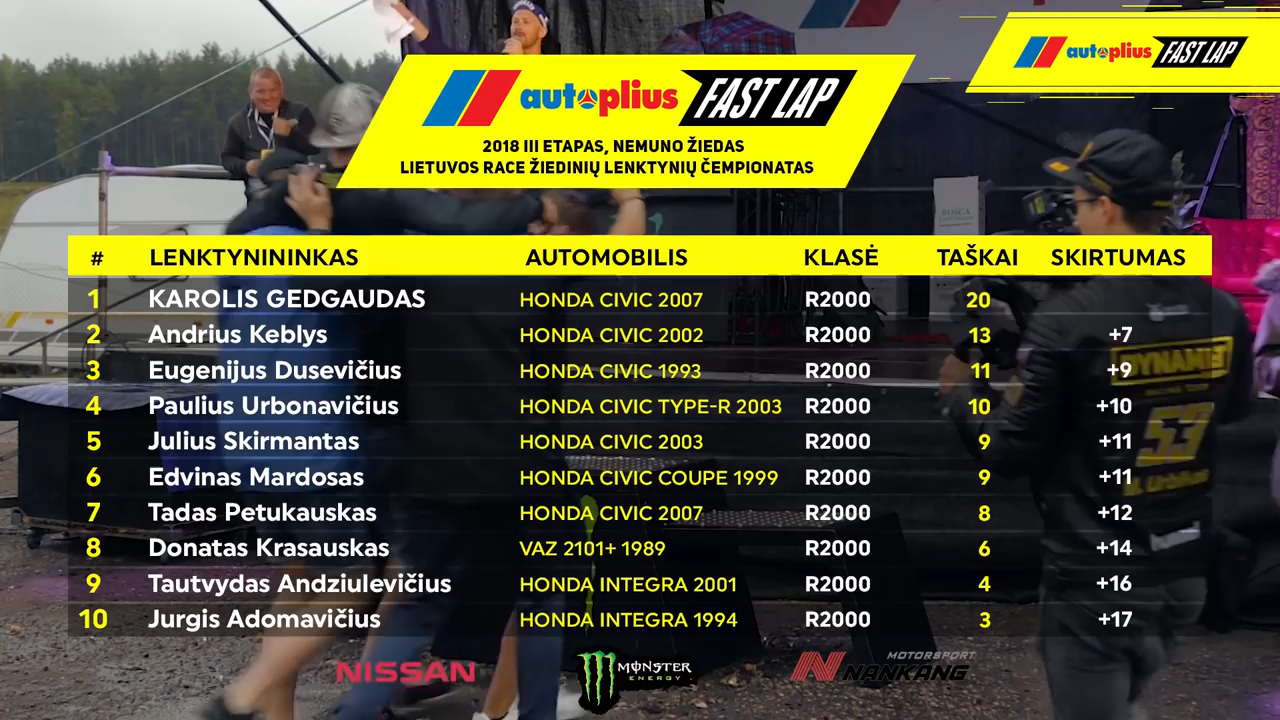 autoplius FAST LAP
autoplius FAST LAP
2018 III ETAPAS, NEMUNO ŽIEDAS
LIETUVOS RACE ŽIEDINIŲ LENKTYNIŲ ČEMPIONATAS
# LENKTYNININKAS AUTOMOBILIS KLASĖ TAŠKAI SKIRTUMAS
1 KAROLIS GEDGAUDAS HONDA CIVIC 2007 R2000 20
2 Andrius Keblys HONDA CIVIC 2002 R2000 13 +7
3 Eugenijus Dusevičius HONDA CIVIC 1993 R2000 11 +9
4 Paulius Urbonavičius HONDA CIVIC TYPE-R 2003 R2000 10 +10
5 Julius Skirmantas HONDA CIVIC 2003 R2000 9 +11
6 Edvinas Mardosas HONDA CIVIC COUPE 1999 R2000 9 +11
7 Tadas Petukauskas HONDA CIVIC 2007 R2000 8 +12
8 Donatas Krasauskas VAZ 2101+ 1989 R2000 6 +14
9 Tautvydas Andziulevičius HONDA INTEGRA 2001 R2000 4 +16
10 Jurgis Adomavičius HONDA INTEGRA 1994 R2000 3 +17
DYNAMIT
53
NISSAN
MONSTER
ENERGY
MOTORSPORT
NANKANG